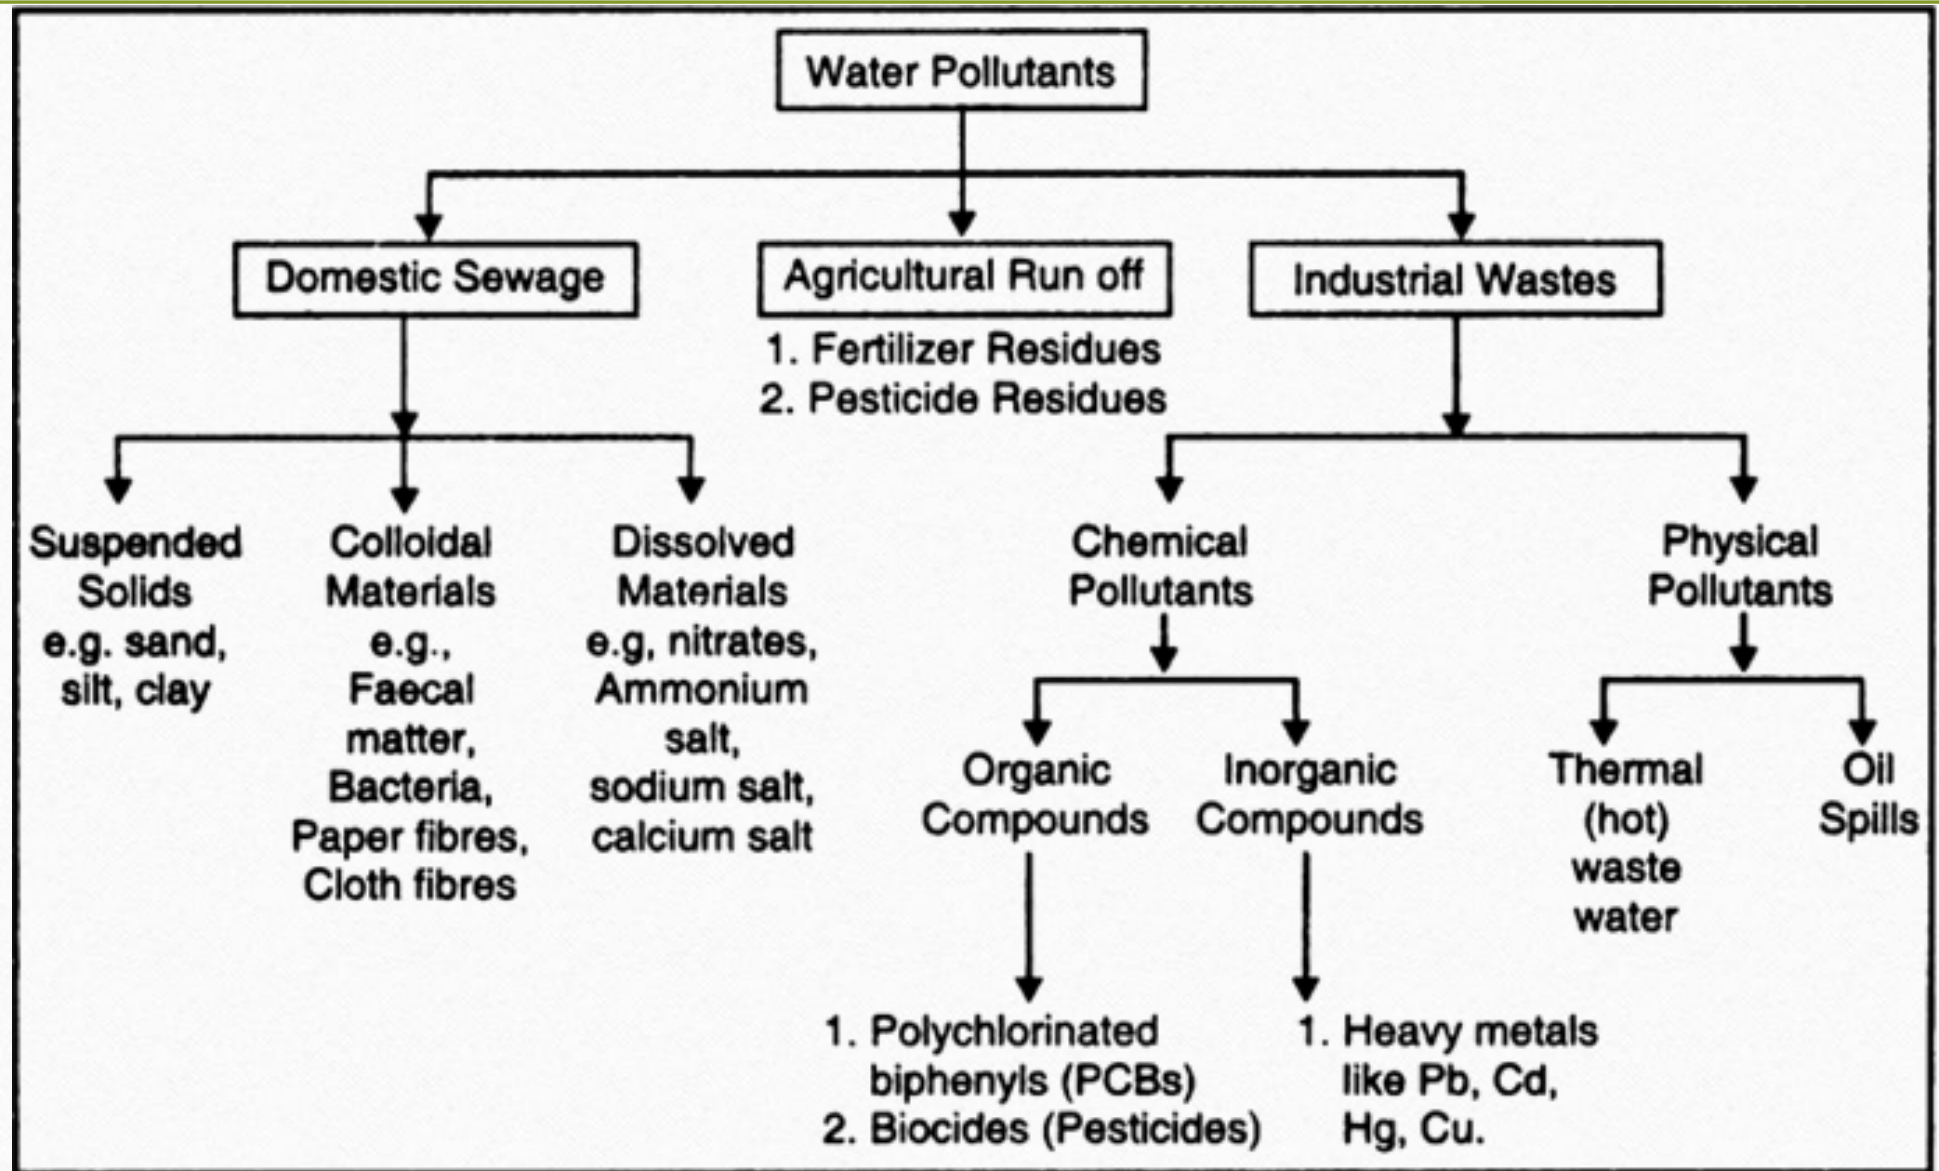 Water Pollutants
Domestic Sewage
Agricultural Run off
Industrial Wastes
1. Fertilizer Residues
2. Pesticide Residues
Suspended
Solids
e.g. sand,
silt, clay
Colloidal
Materials
e.g.,
Faecal
matter,
Bacteria,
Paper fibres,
Cloth fibres
Dissolved
Materials
e.g, nitrates,
Ammonium
salt,
sodium salt,
calcium salt
Chemical
Pollutants
Physical
Pollutants
Organic
Compounds
Inorganic
Compounds
Thermal
(hot)
waste
water
Oil
Spills
1. Polychlorinated
biphenyls (PCBs)
2. Biocides (Pesticides)
1. Heavy metals
like Pb, Cd,
Hg, Cu.